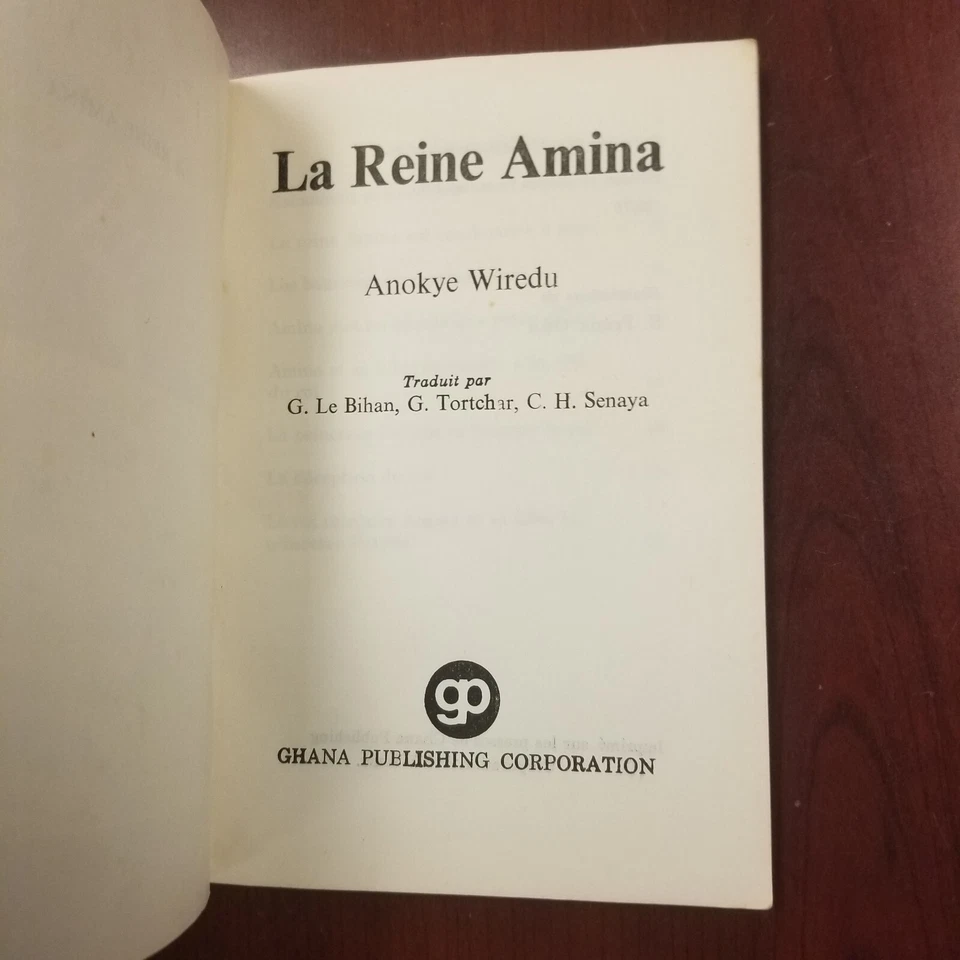 La Reine Amina
Anokye Wiredu
Traduit par
G. Le Bihan, G. Tortchar, C. H. Senaya
gp
GHANA PUBLISHING CORPORATION